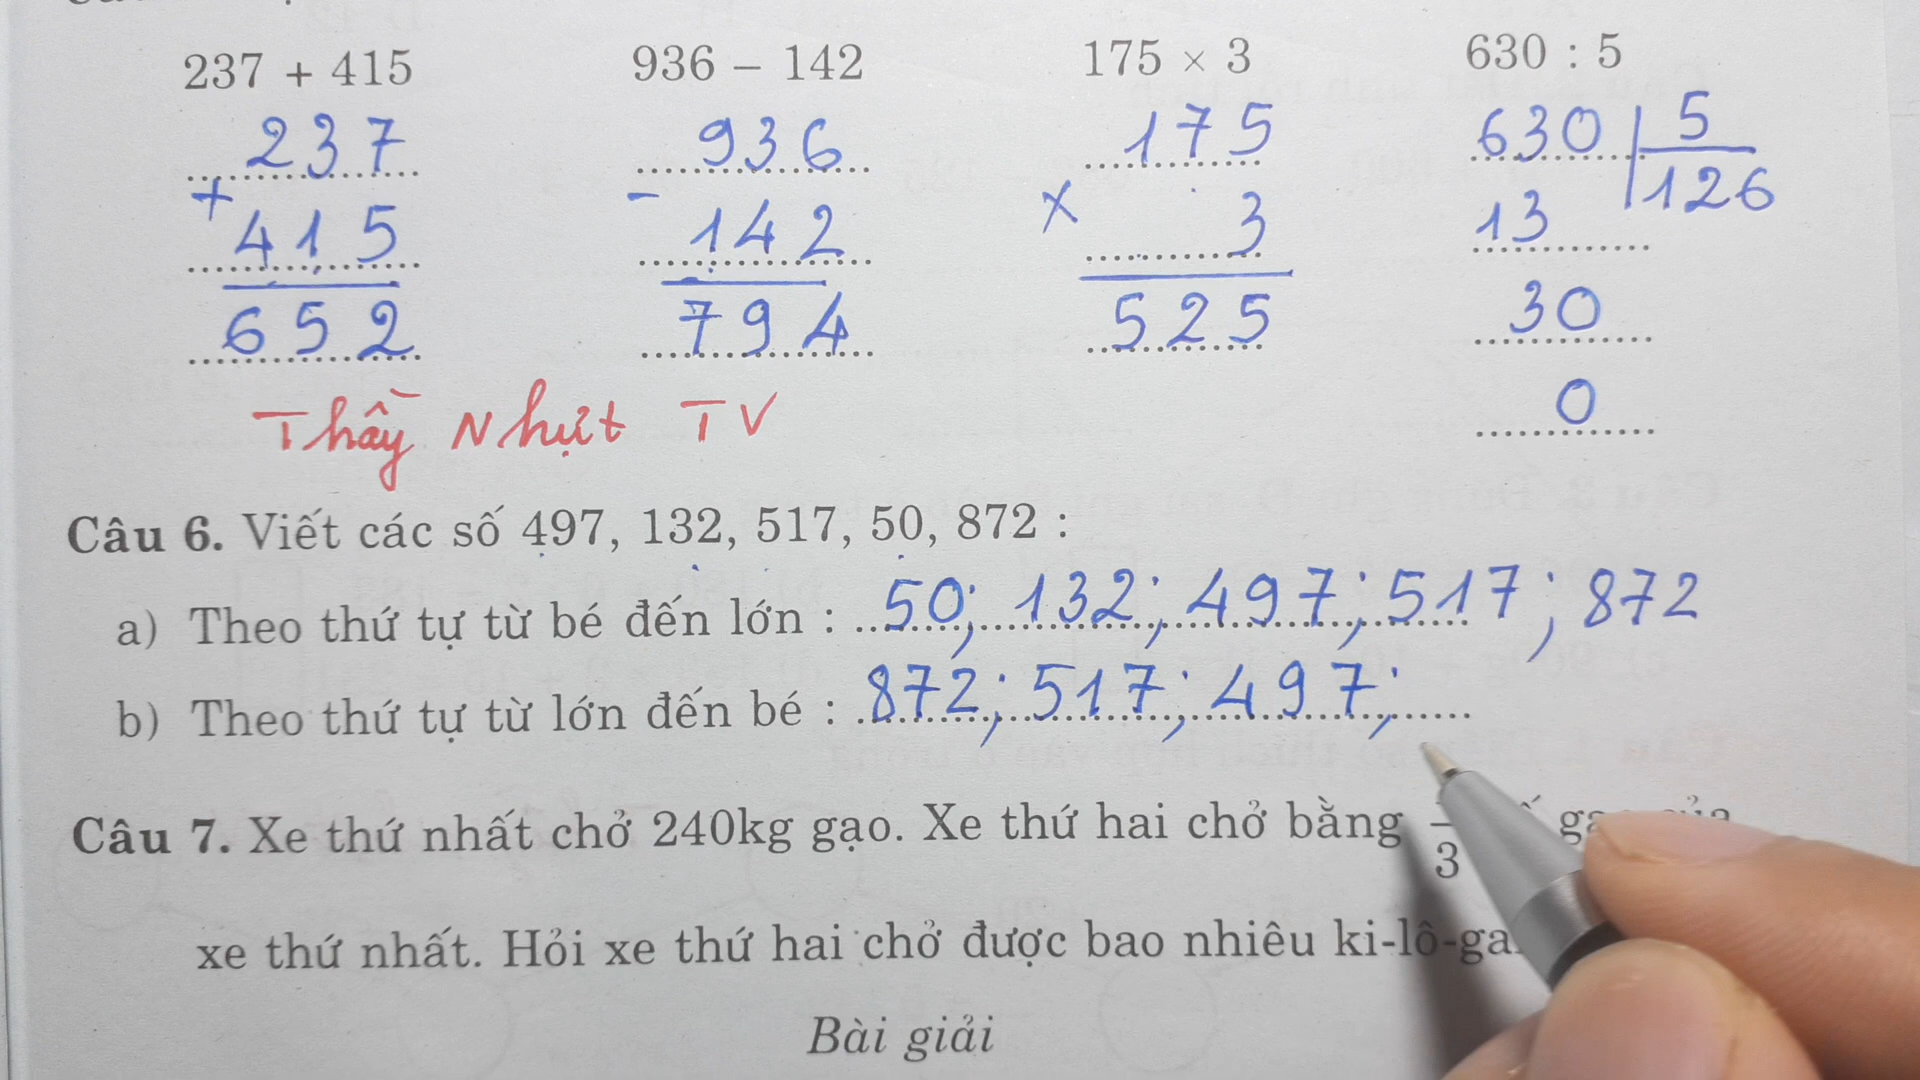 237 + 415 936 – 142 175 × 3 630 : 5
237 936 175 630 5
+ - × 126
415 142 3 13
652 794 525 30
0
Thầy Nhựt TV
Câu 6. Viết các số 497, 132, 517, 50, 872 :
a) Theo thứ tự từ bé đến lớn : 50; 132; 497; 517; 872
b) Theo thứ tự từ lớn đến bé : 872; 517; 497;
Câu 7. Xe thứ nhất chở 240kg gạo. Xe thứ hai chở bằng 3
xe thứ nhất. Hỏi xe thứ hai chở được bao nhiêu ki-lô-ga
Bài giải